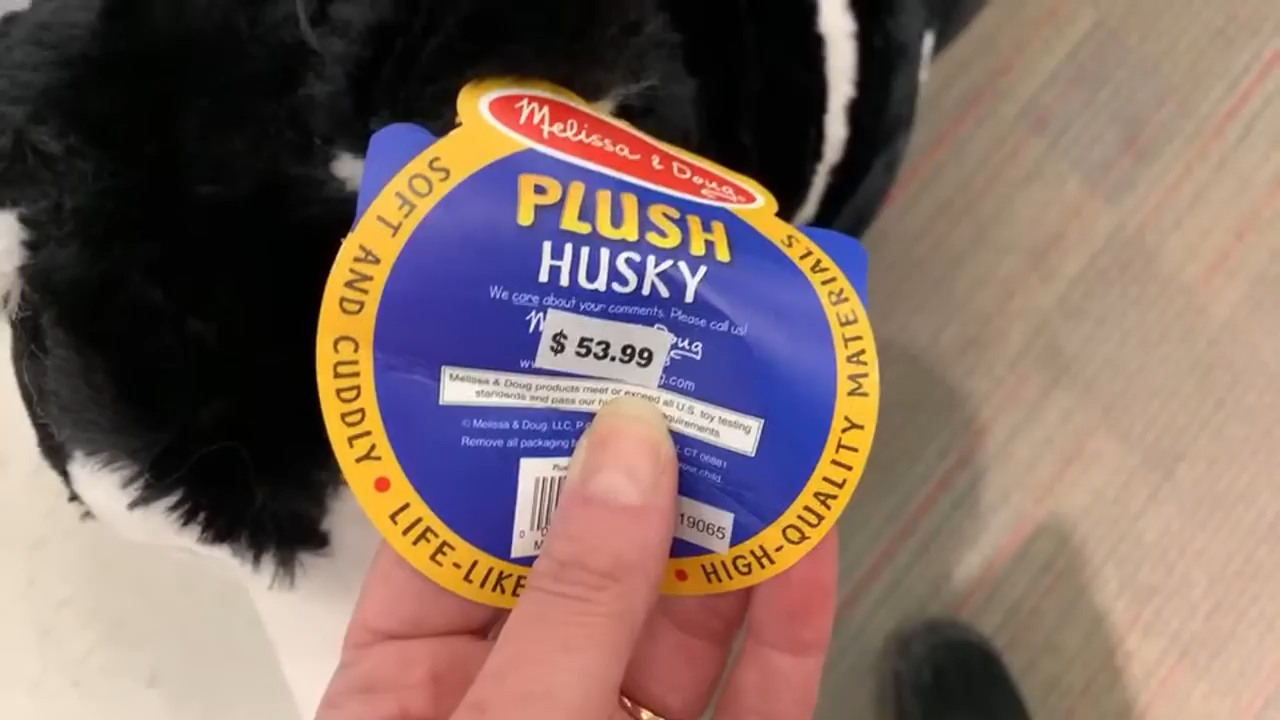 Melissa & Doug
PLUSH
HUSKY
We care about your comments. Please call us!
$ 53.99
oug
.com
Melissa & Doug products meet or exceed all U.S. toy testing
standards and pass our
© Melissa & Doug, LLC, CT 06881
Remove all packaging your child.
19065
SOFT AND CUDDLY • LIFE-LIKE • HIGH-QUALITY MATERIALS